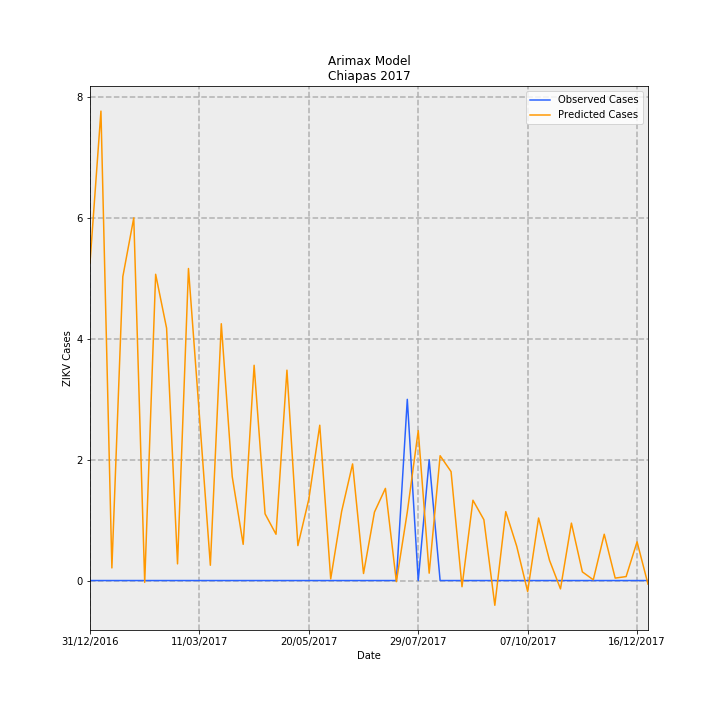 Arimax Model
Chiapas 2017
Observed Cases
Predicted Cases
8
6
4
2
0
ZIKV Cases
31/12/2016 11/03/2017 20/05/2017 29/07/2017 07/10/2017 16/12/2017
Date